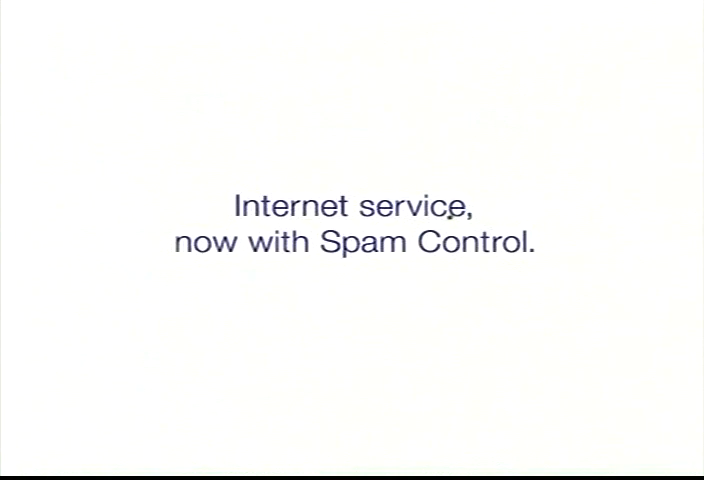 Internet service,
now with Spam Control.